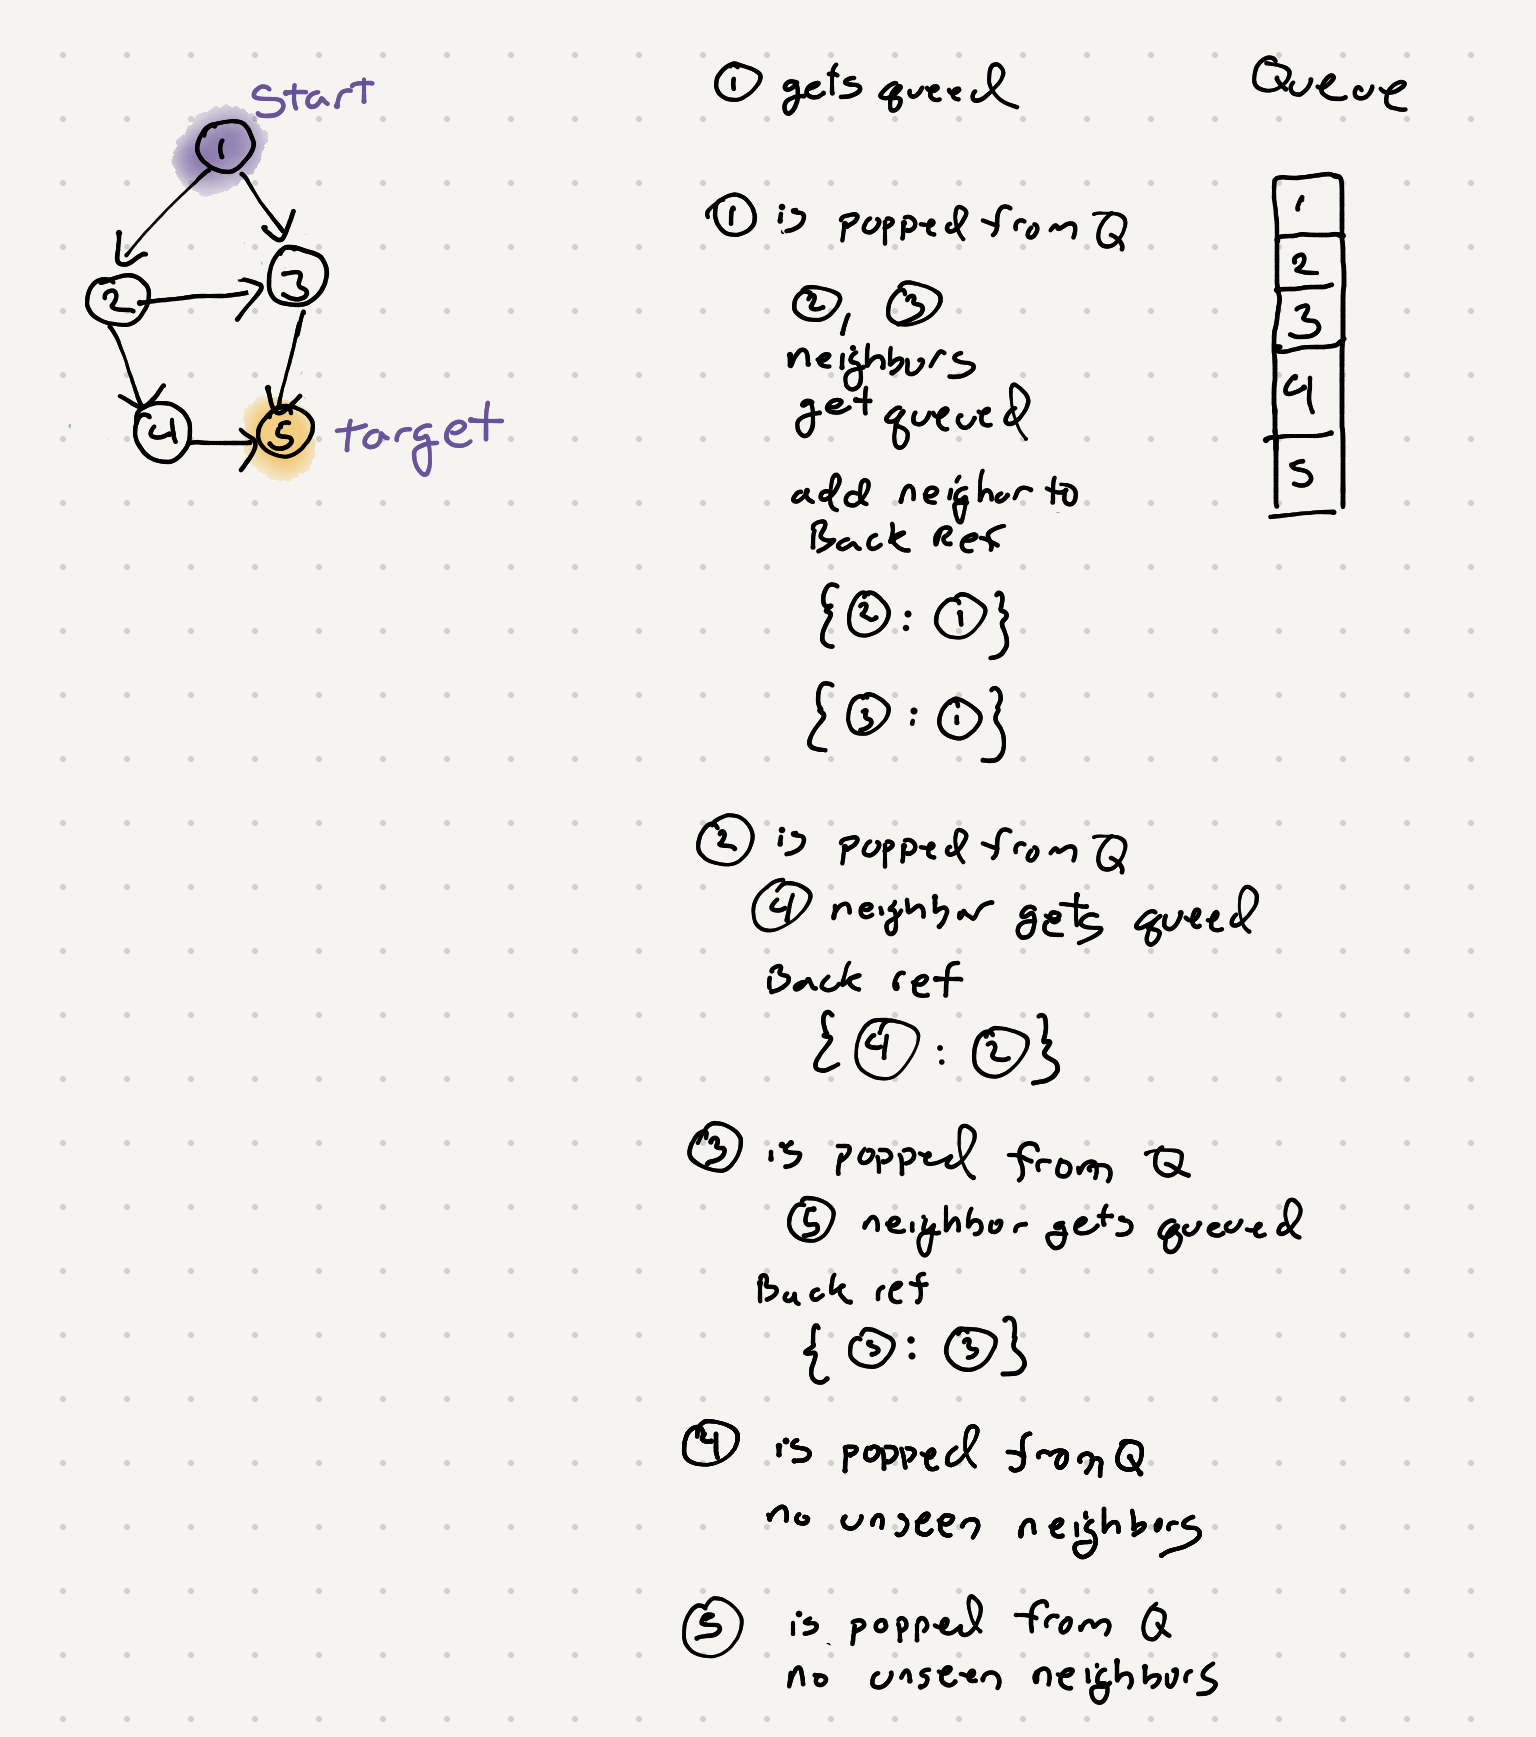 Start
1
2
3
4
5
target
1 gets queed
1 is popped from Q
2, 3
neighburs
get queued
add neighor to
Back Ref
{2 : 1}
{3 : 1}
2 is popped from Q
4 neighbor gets queed
Back ref
{4 : 2}
3 is popped from Q
5 neighbor gets queued
Back ref
{5 : 3}
4 is popped from Q
no unseen neighbors
5 is popped from Q
no unseen neighburs
Queue
1
2
3
4
5